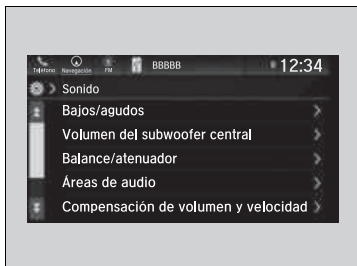 Teléfono Navegación FM BBBBB 12:34
Sonido
Bajos/agudos
Volumen del subwoofer central
Balance/atenuador
Áreas de audio
Compensación de volumen y velocidad